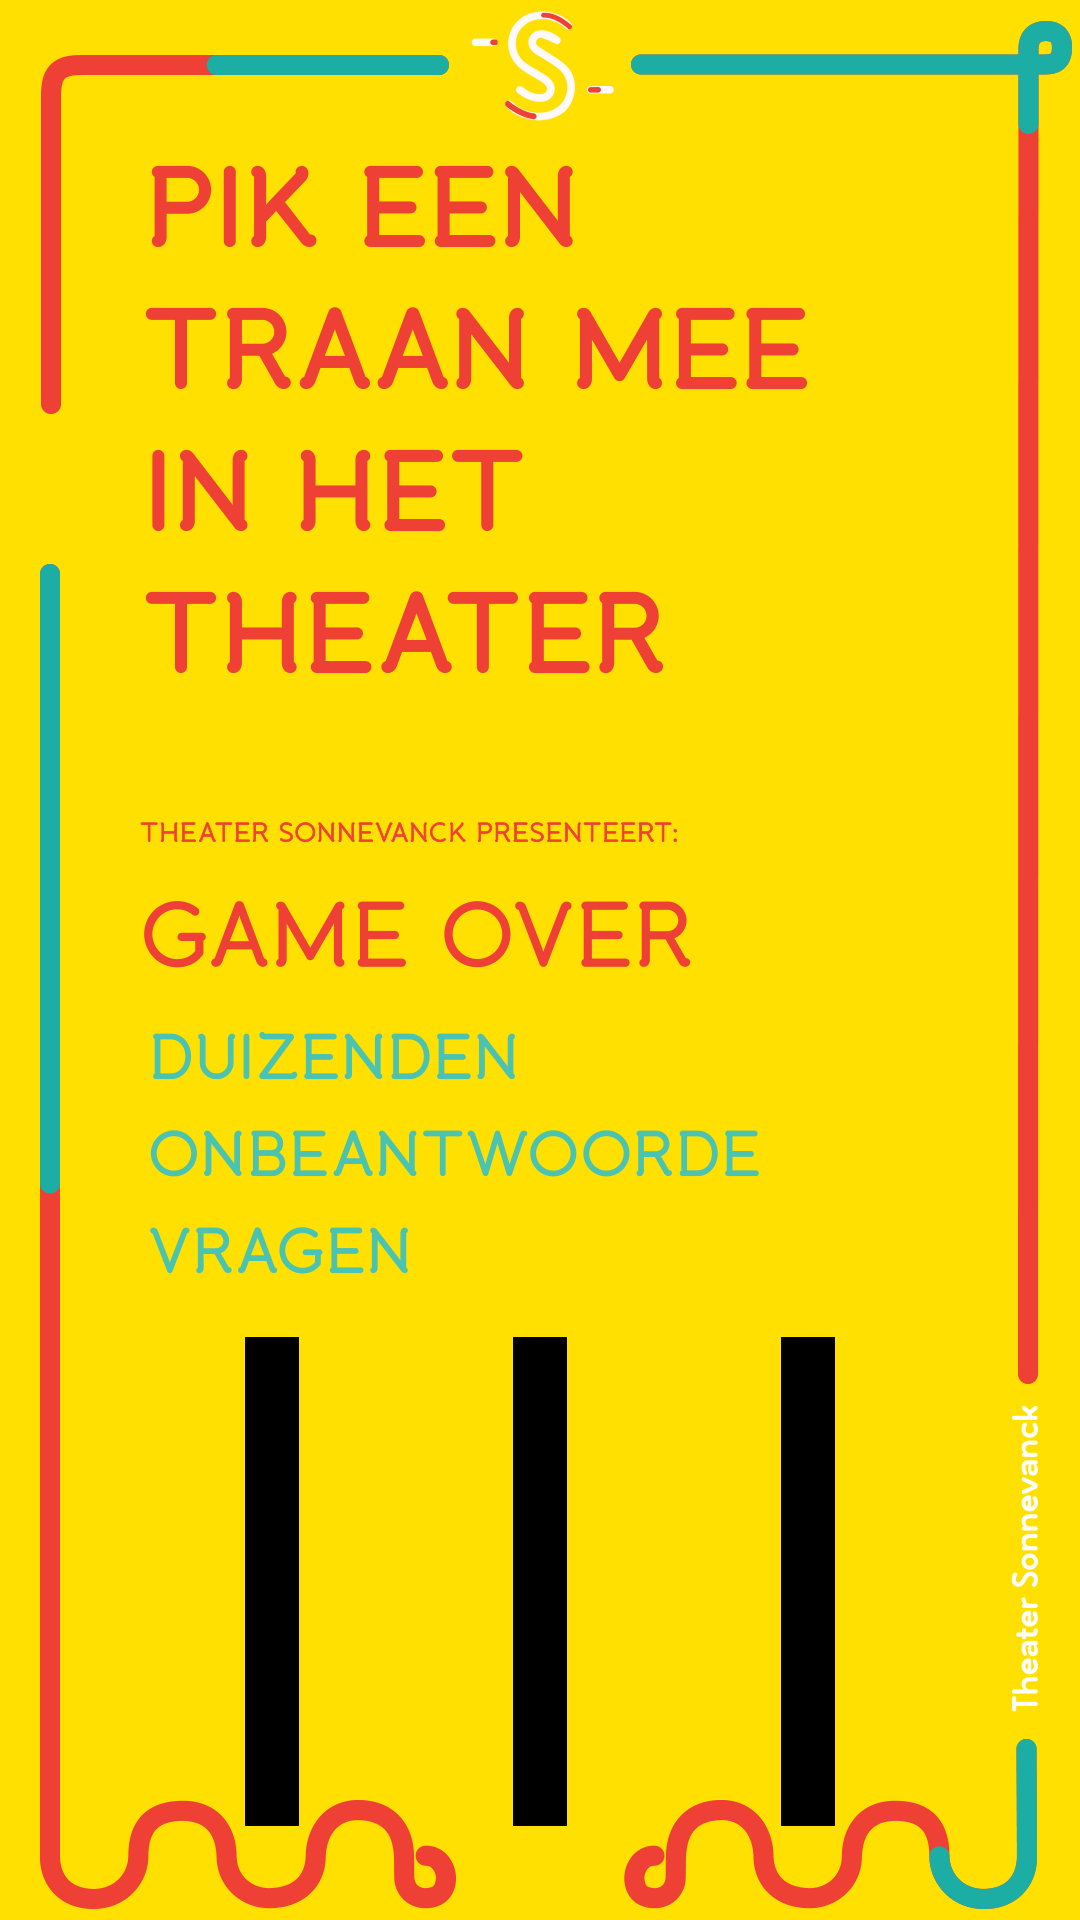 S
PIK EEN
TRAAN MEE
IN HET
THEATER
THEATER SONNEVANCK PRESENTEERT:
GAME OVER
DUIZENDEN
ONBEANTWOORDE
VRAGEN
Theater Sonnevanck